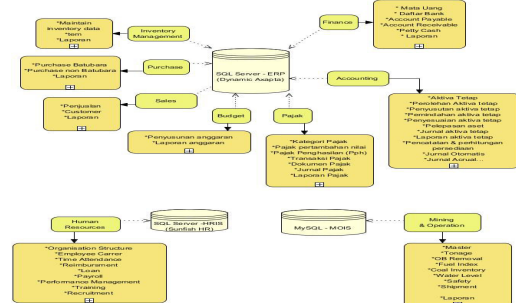 *Maintain
inventory data
*Item
*Laporan
Inventory
Management
Finance
* Mata Uang
* Daftar Bank
*Account Payable
*Account Receivable
*Petty Cash
* Laporan
Purchase Batubara
*Purchase non Batubara
*Laporan
Purchase
SQL Server - ERP
(Dynamic Axapta)
Accounting
*Penjualan
*Customer
*Laporan
Sales
*Aktiva Tetap
*Perolehan Aktiva tetap
*Penyusutan aktiva tetap
*Pemindahan aktiva tetap
*Penyesuaian aktiva tetap
*Pelepasan aset
*Jurnal aktiva tetap
*Laporan aktiva tetap
*Pencatatan & perhitungan
persediaan
*Jurnal Otomatis
*Jurnal Accrual...
Budget
Pajak
*Penyusunan anggaran
*Laporan anggaran
*Kategori Pajak
*Pajak pertambahan nilai
*Pajak Penghasilan (Pph)
*Transaksi Pajak
*Dokumen Pajak
*Jurnal Pajak
*Laporan Pajak
Human
Resources
SQL Server -HRIS
(Sunfish HR)
MySQL - MOIS
Mining
& Operation
*Organisation Structure
*Employee Carrer
*Time Attendance
*Reimbursment
*Loan
*Payroll
*Performance Management
*Training
*Recruitment
*Master
*Tonage
*OB Removal
*Fuel Index
*Coal Inventory
*Water Level
*Safety
*Shipment
*Laporan